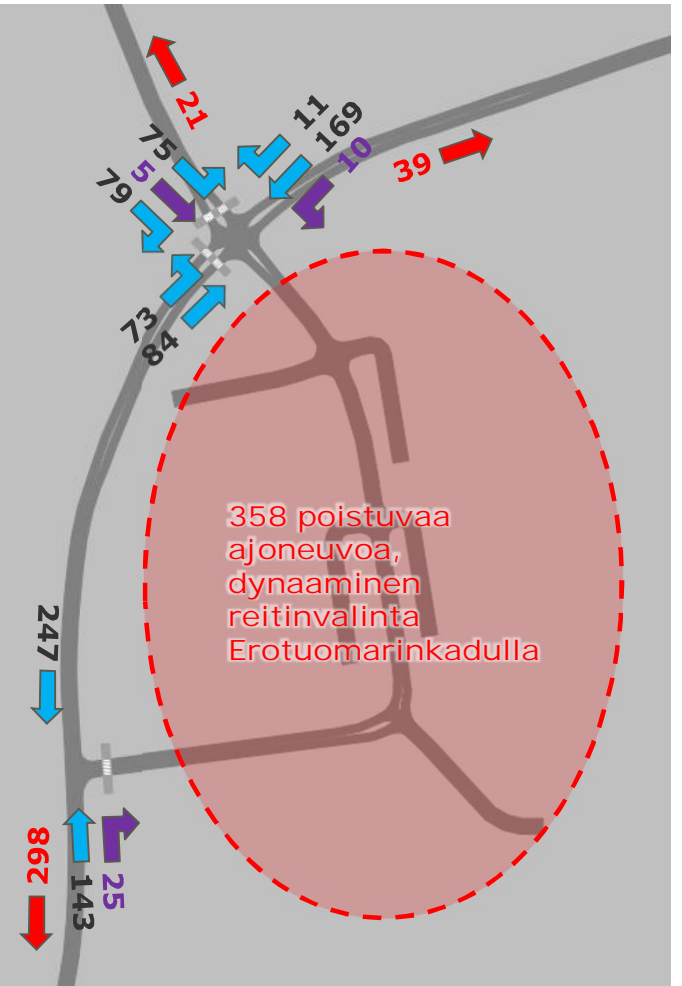 21
11
169
75
10
5
39
79
73
84
358 poistuvaa
ajoneuvoa,
dynaaminen
reitinvalinta
Erotuomarinkadulla
247
298
143
25